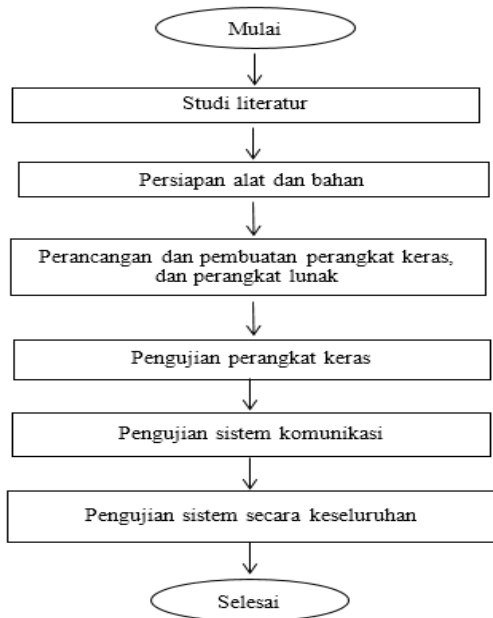 Mulai
Studi literatur
Persiapan alat dan bahan
Perancangan dan pembuatan perangkat keras,
dan perangkat lunak
Pengujian perangkat keras
Pengujian sistem komunikasi
Pengujian sistem secara keseluruhan
Selesai